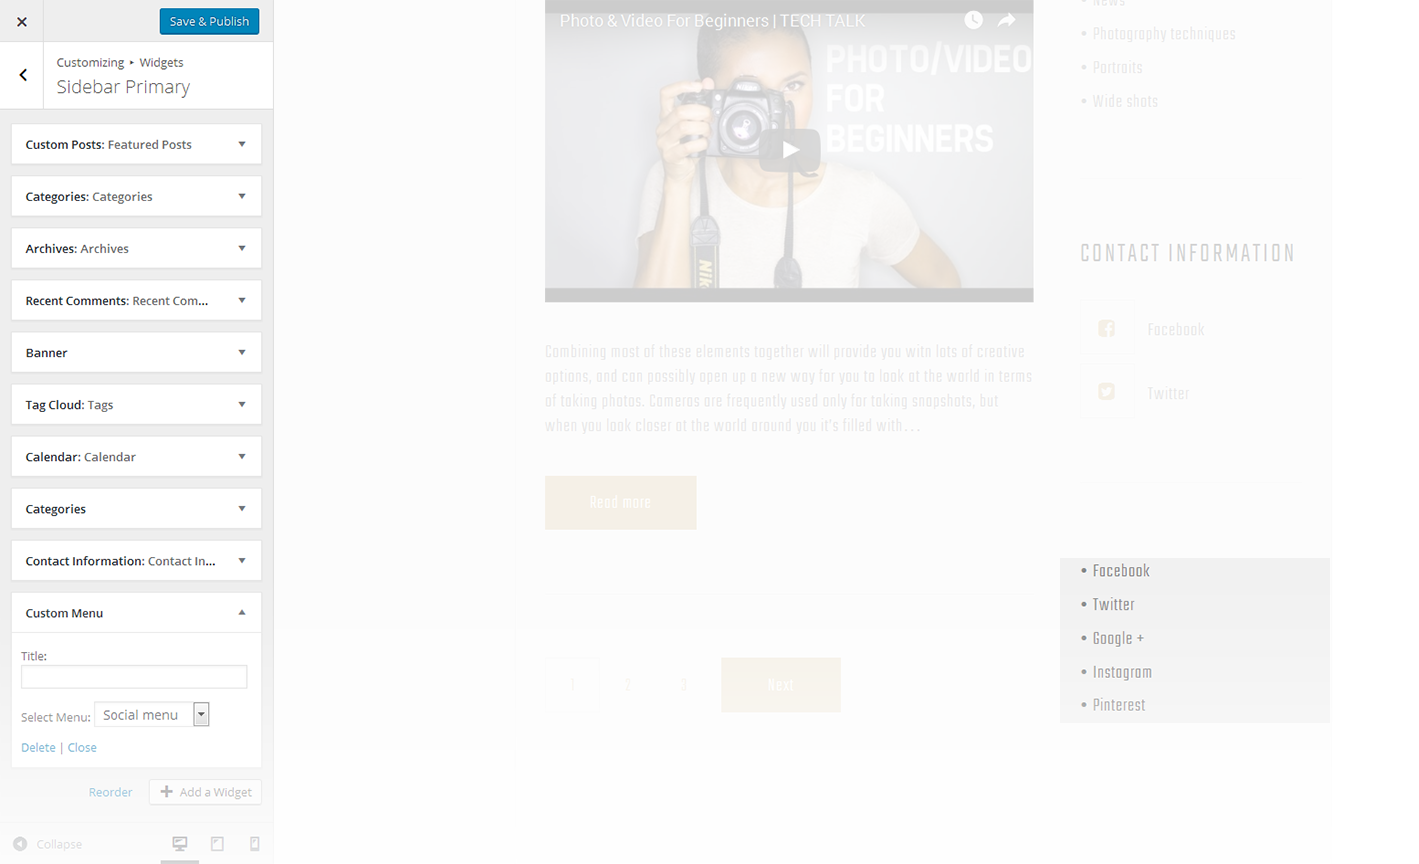 Save & Publish
Customizing ▸ Widgets
Sidebar Primary
Custom Posts: Featured Posts
Categories: Categories
Archives: Archives
Recent Comments: Recent Com...
Banner
Tag Cloud: Tags
Calendar: Calendar
Categories
Contact Information: Contact In...
Custom Menu
Title:
Select Menu: Social menu
Delete | Close
Reorder
Add a Widget
Collapse
Photo & Video For Beginners | TECH TALK
PHOTO/VIDEO
FOR
BEGINNERS
Nikon
Combining most of these elements together will provide you with lots of creative
options, and can possibly open up a new way for you to look at the world in terms
of taking photos. Cameras are frequently used only for taking snapshots, but
when you look closer at the world around you it's filled with...
Read more
1 2 3 Next
• News
• Photography techniques
• Portraits
• Wide shots
CONTACT INFORMATION
Facebook
Twitter
• Facebook
• Twitter
• Google +
• Instagram
• Pinterest